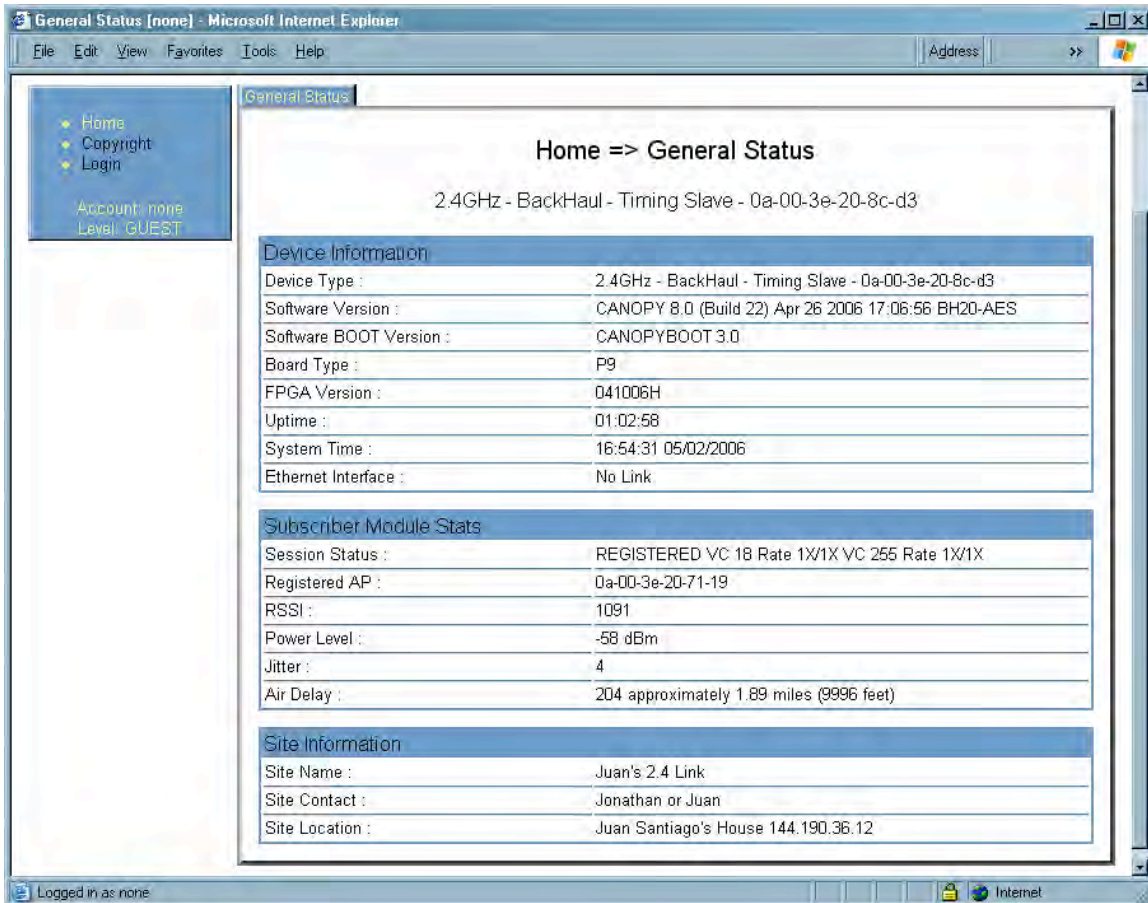 General Status [none] - Microsoft Internet Explorer
File Edit View Favorites Tools Help Address >>
Home
Copyright
Login
Account: none
Level: GUEST
General Status
Home => General Status
2.4GHz - BackHaul - Timing Slave - 0a-00-3e-20-8c-d3
Device Information
Device Type : 2.4GHz - BackHaul - Timing Slave - 0a-00-3e-20-8c-d3
Software Version : CANOPY 8.0 (Build 22) Apr 26 2006 17:06:56 BH20-AES
Software BOOT Version : CANOPYBOOT 3.0
Board Type : P9
FPGA Version : 041006H
Uptime : 01:02:58
System Time : 16:54:31 05/02/2006
Ethernet Interface : No Link
Subscriber Module Stats
Session Status : REGISTERED VC 18 Rate 1X/1X VC 255 Rate 1X/1X
Registered AP : 0a-00-3e-20-71-19
RSSI : 1091
Power Level : -58 dBm
Jitter : 4
Air Delay : 204 approximately 1.89 miles (9996 feet)
Site Information
Site Name : Juan's 2.4 Link
Site Contact : Jonathan or Juan
Site Location : Juan Santiago's House 144.190.36.12
Logged in as none Internet